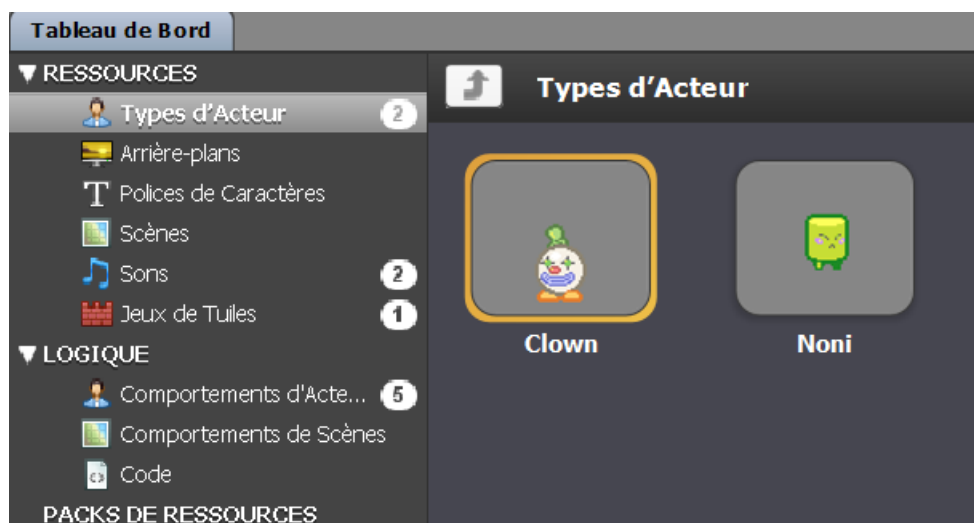 Tableau de Bord
RESSOURCES
Types d'Acteur 2
Arrière-plans
Polices de Caractères
Scènes
Sons 2
Jeux de Tuiles 1
LOGIQUE
Comportements d'Acte... 5
Comportements de Scènes
Code
PACKS DE RESSOURCES
Types d'Acteur
Clown
Noni